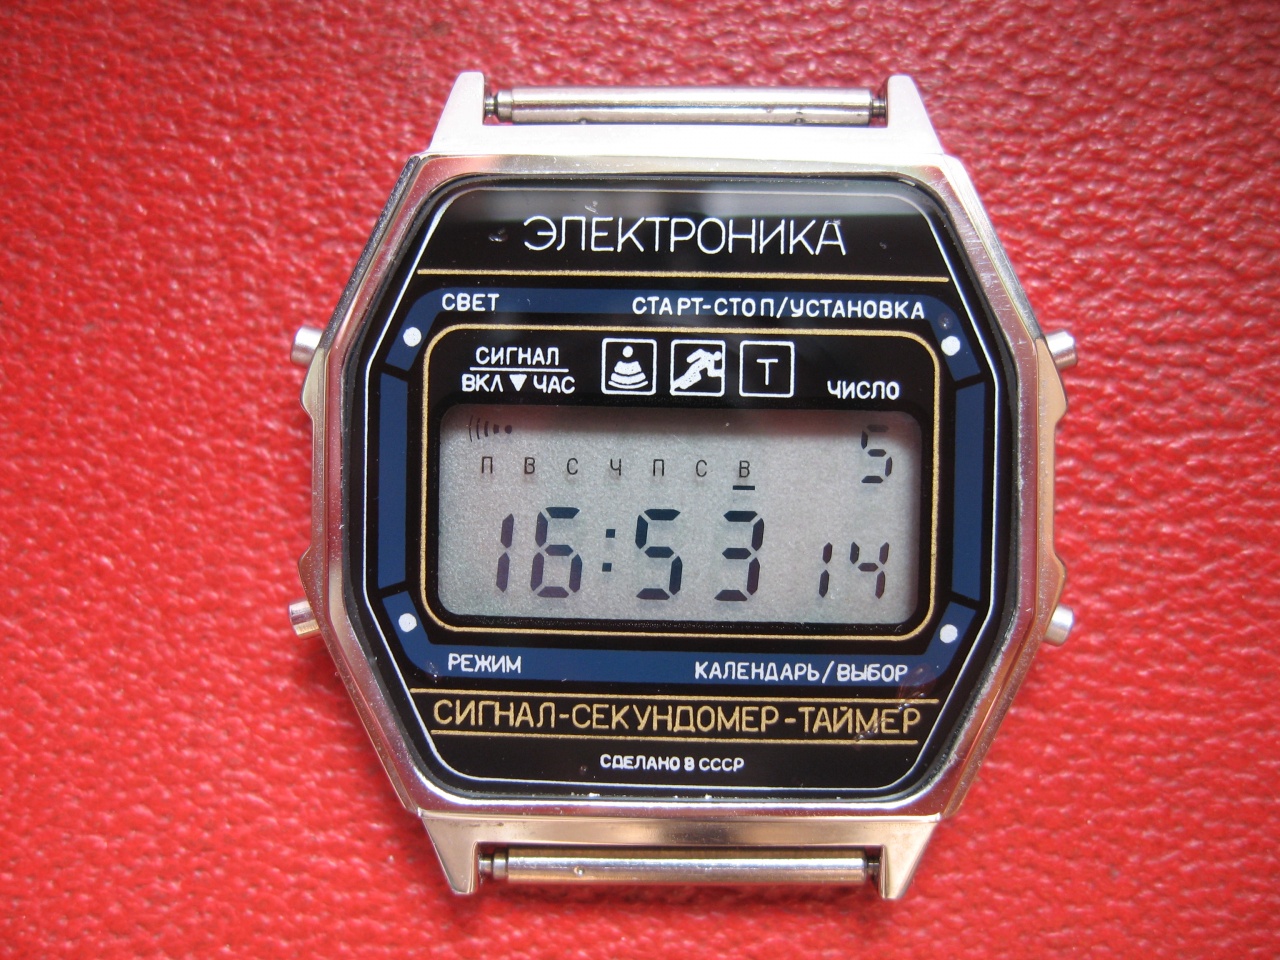 ЭЛЕКТРОНИКА
СВЕТ СТАРТ-СТОП/УСТАНОВКА
СИГНАЛ
ВКЛ ▼ ЧАС T ЧИСЛО
5
П В С Ч П С В
16:53 14
РЕЖИМ КАЛЕНДАРЬ/ВЫБОР
СИГНАЛ-СЕКУНДОМЕР-ТАЙМЕР
СДЕЛАНО В СССР